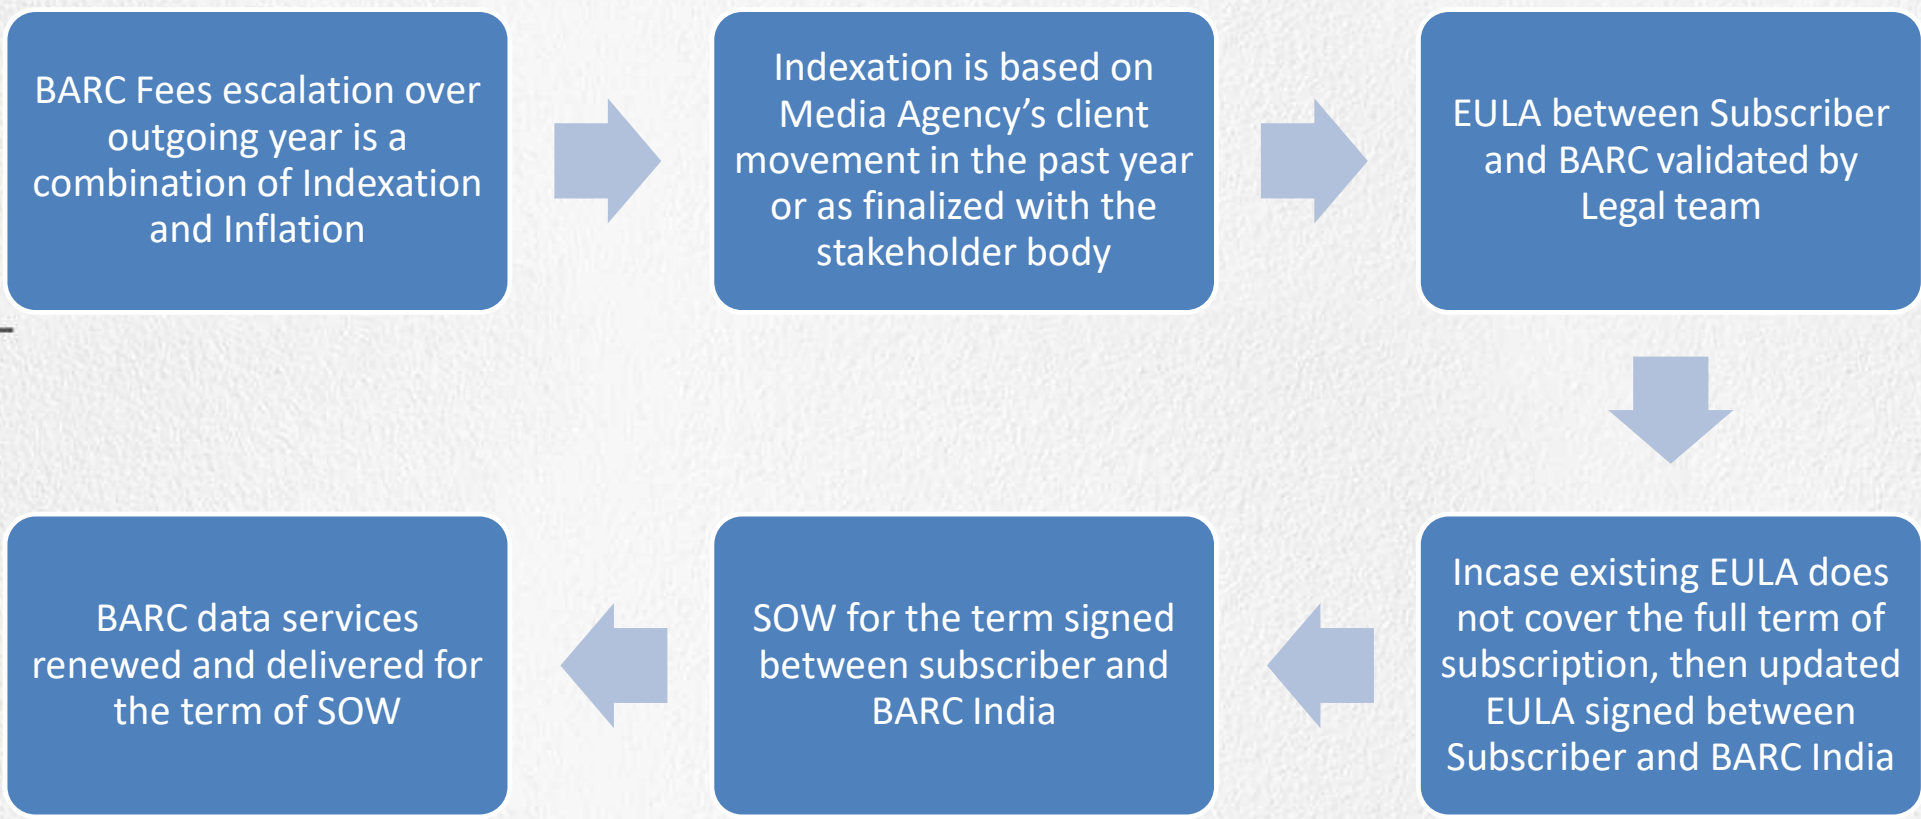 BARC Fees escalation over
outgoing year is a
combination of Indexation
and Inflation
Indexation is based on
Media Agency’s client
movement in the past year
or as finalized with the
stakeholder body
EULA between Subscriber
and BARC validated by
Legal team
Incase existing EULA does
not cover the full term of
subscription, then updated
EULA signed between
Subscriber and BARC India
SOW for the term signed
between subscriber and
BARC India
BARC data services
renewed and delivered for
the term of SOW